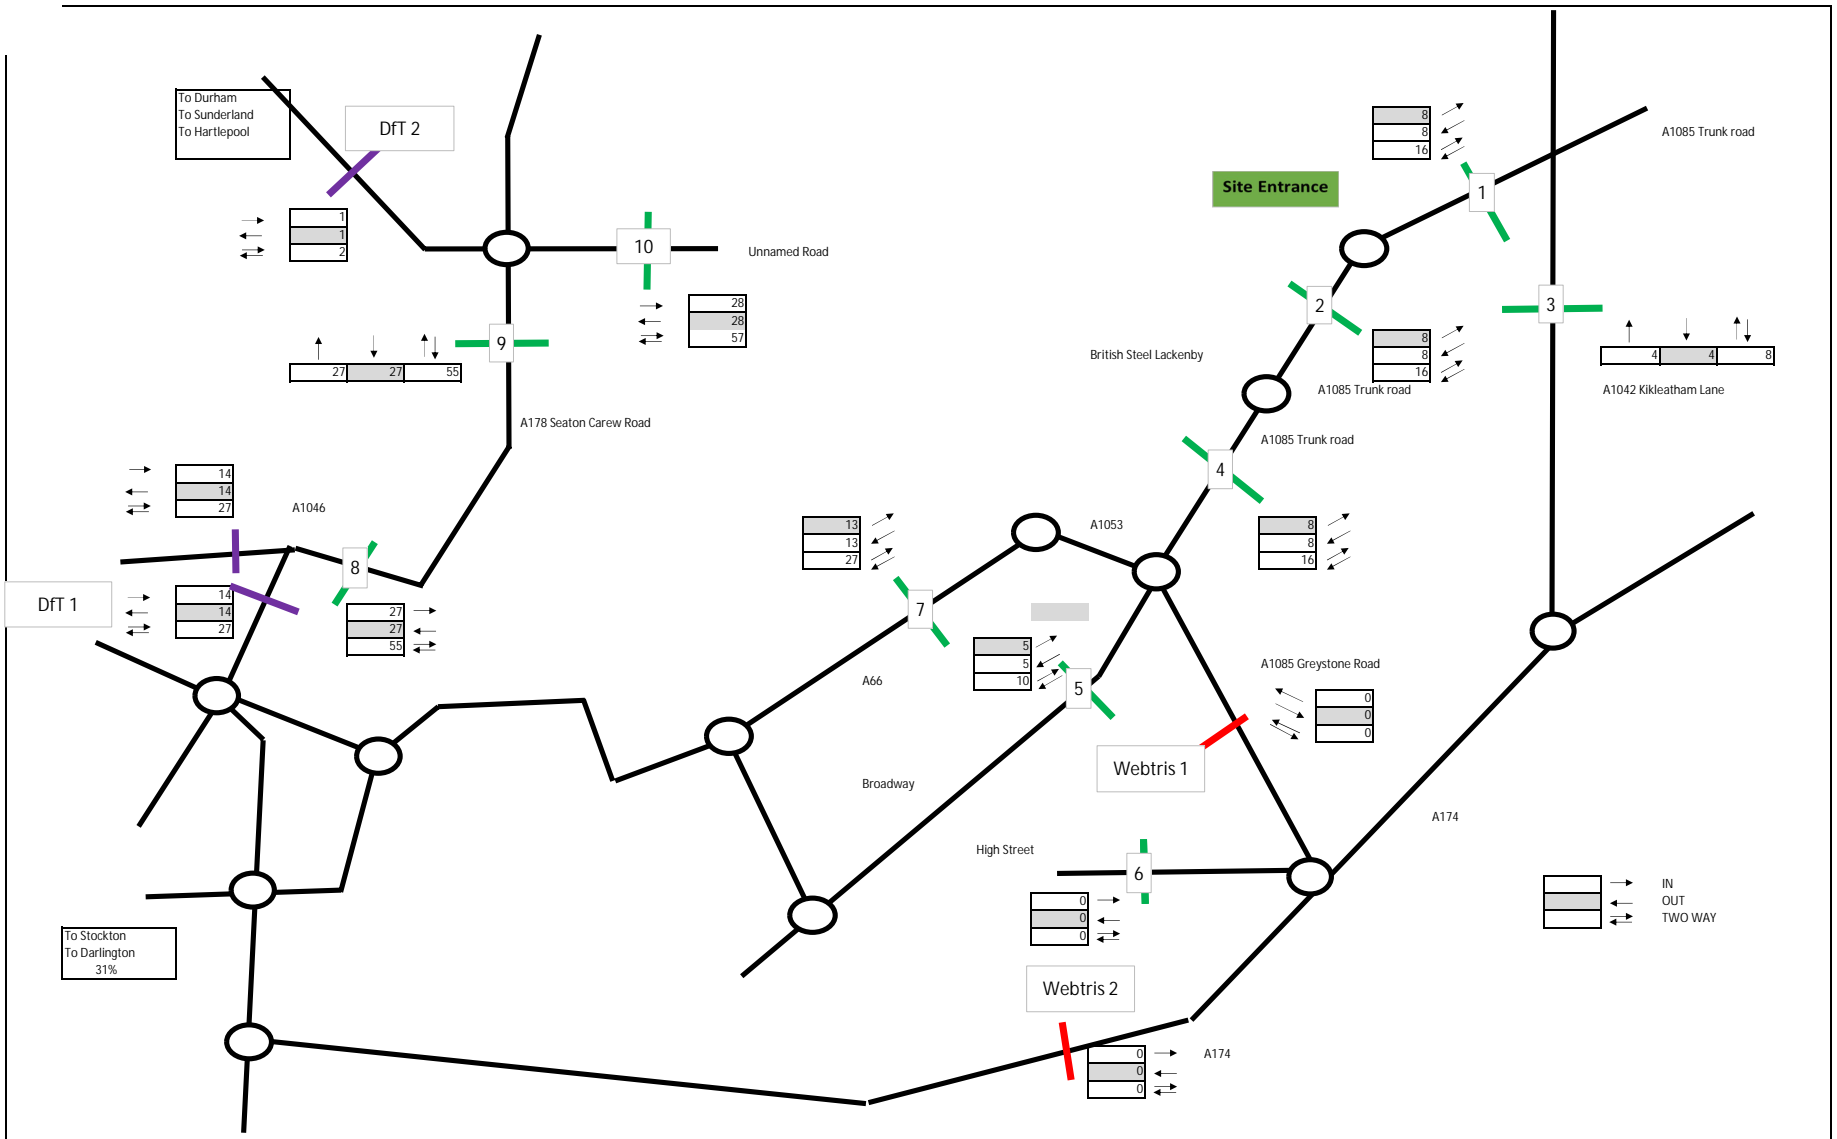 To Durham
To Sunderland
To Hartlepool
DfT 2
1
1
2
10
Unnamed Road
28
28
57
9
27 27 55
A178 Seaton Carew Road
8
8
16
A1085 Trunk road
Site Entrance
1
2
3
British Steel Lackenby
8
8
16
A1085 Trunk road
4 4 8
A1042 Kikleatham Lane
A1085 Trunk road
4
14
14
27
A1046
8
DfT 1
14
14
27
27
27
55
13
13
27
A1053
8
8
16
7
5
5
10
5
A66
A1085 Greystone Road
0
0
0
Webtris 1
Broadway
A174
High Street
6
0
0
0
IN
OUT
TWO WAY
To Stockton
To Darlington
31%
Webtris 2
0
0
0
A174